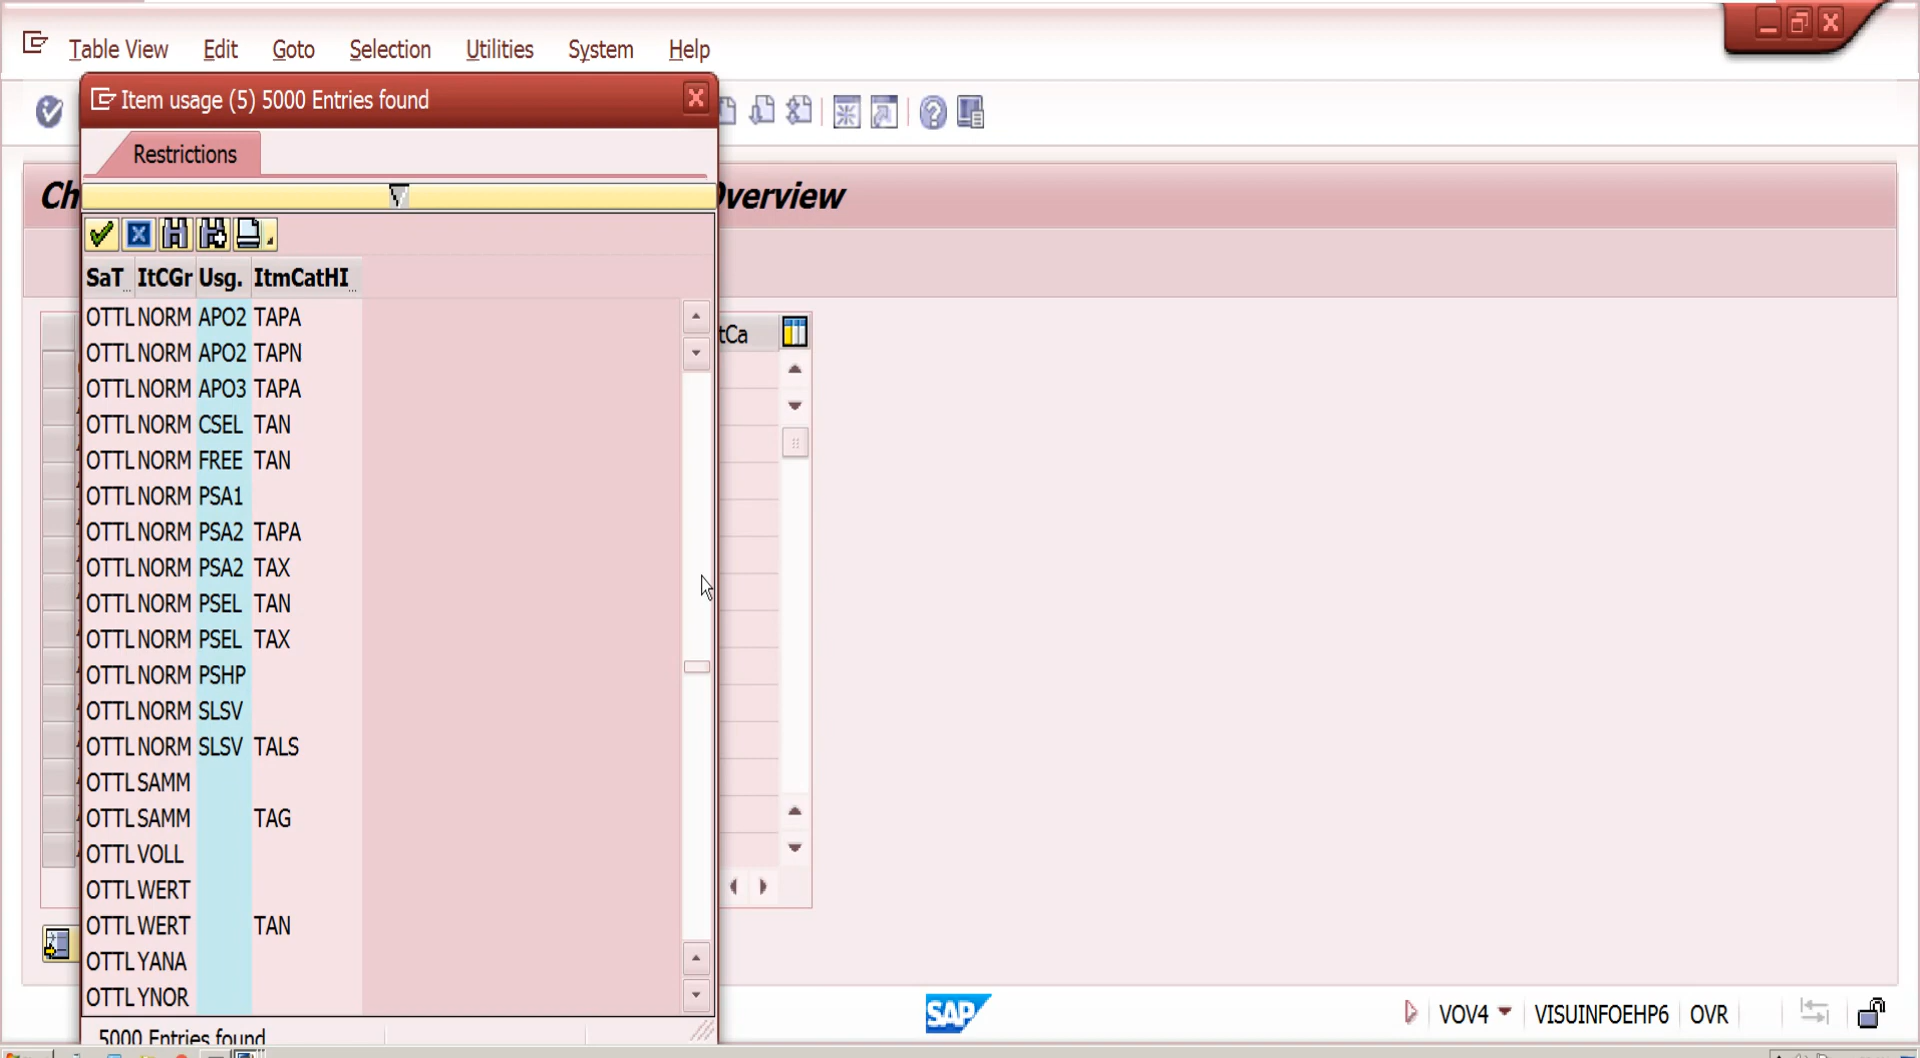 Table View Edit Goto Selection Utilities System Help
Item usage (5) 5000 Entries found
Restrictions
Ch Overview
SaT ItCGr Usg. ItmCatHI
tCa
OTTL NORM APO2 TAPA
OTTL NORM APO2 TAPN
OTTL NORM APO3 TAPA
OTTL NORM CSEL TAN
OTTL NORM FREE TAN
OTTL NORM PSA1
OTTL NORM PSA2 TAPA
OTTL NORM PSA2 TAX
OTTL NORM PSEL TAN
OTTL NORM PSEL TAX
OTTL NORM PSHP
OTTL NORM SLSV
OTTL NORM SLSV TALS
OTTL SAMM
OTTL SAMM TAG
OTTL VOLL
OTTL WERT
OTTL WERT TAN
OTTL YANA
OTTL YNOR
5000 Entries found
SAP
VOV4 VISUINFOEHP6 OVR